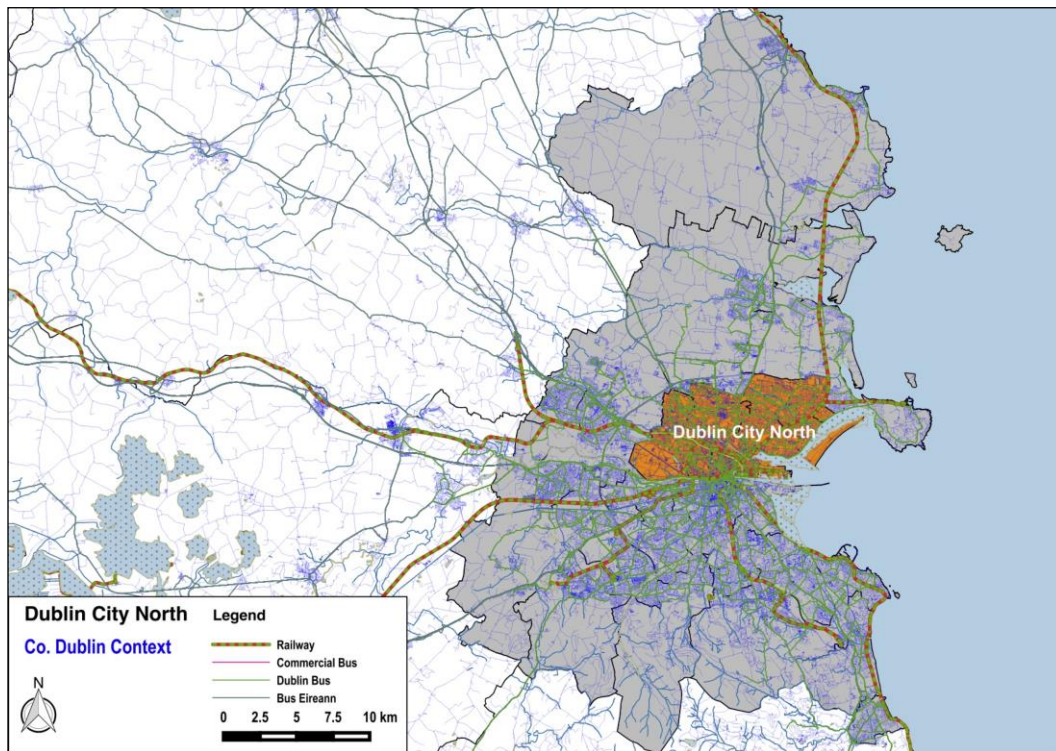 Dublin City North
Dublin City North
Co. Dublin Context
Legend
Railway
Commercial Bus
Dublin Bus
Bus Eireann
N
0 2.5 5 7.5 10 km